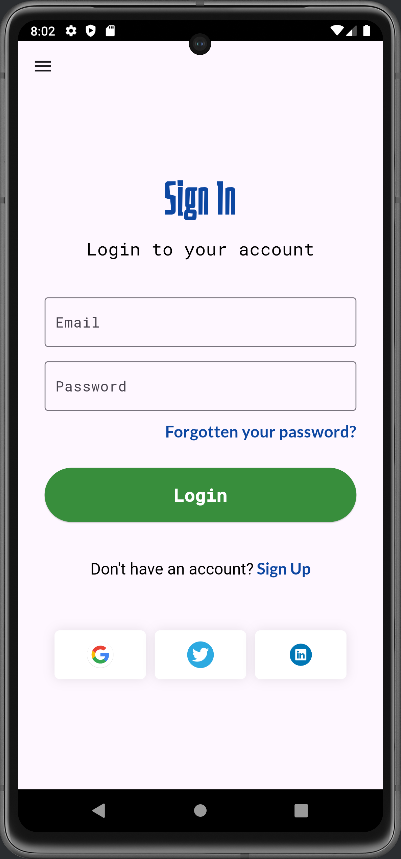 8:02
Sign In
Login to your account
Email
Password
Forgotten your password?
Login
Don't have an account? Sign Up
G
in